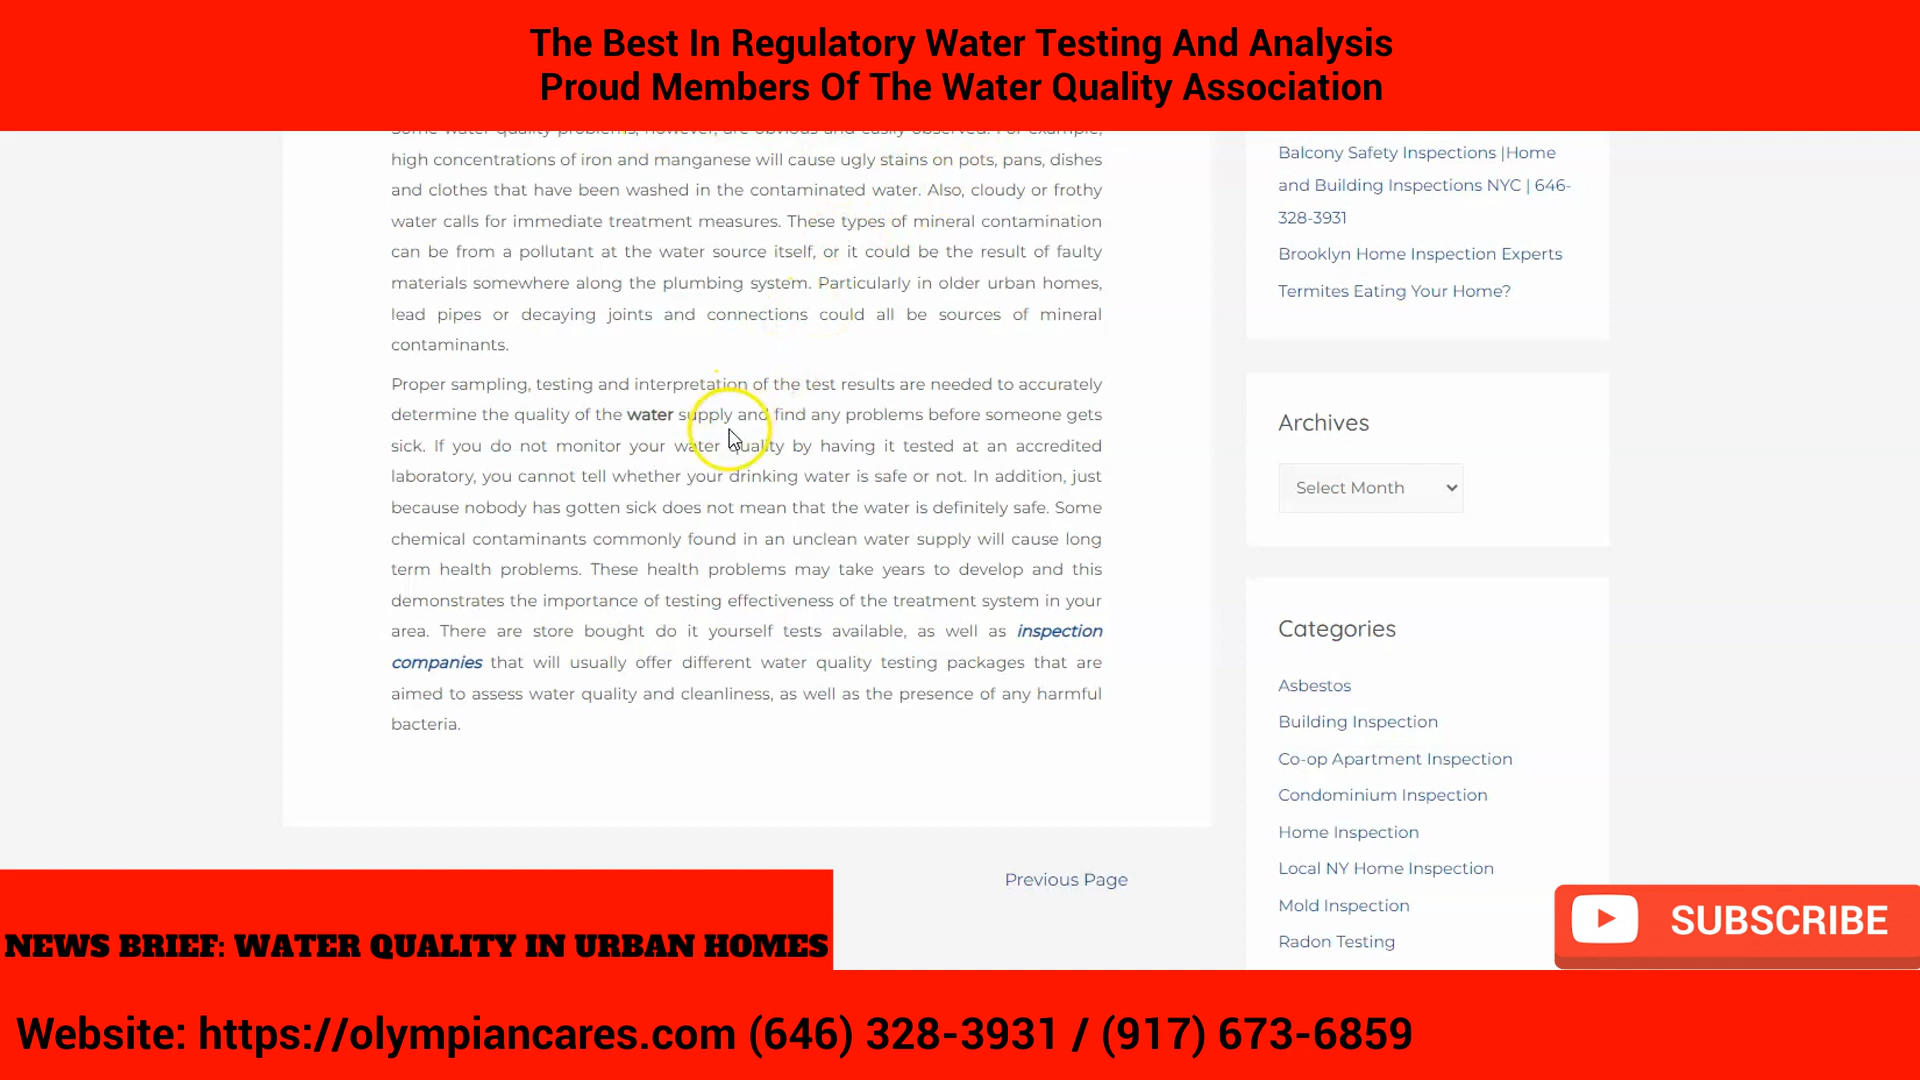 The Best In Regulatory Water Testing And Analysis
Proud Members Of The Water Quality Association
Some water quality problems, however, are obvious and easily observed. For example,
high concentrations of iron and manganese will cause ugly stains on pots, pans, dishes
and clothes that have been washed in the contaminated water. Also, cloudy or frothy
water calls for immediate treatment measures. These types of mineral contamination
can be from a pollutant at the water source itself, or it could be the result of faulty
materials somewhere along the plumbing system. Particularly in older urban homes,
lead pipes or decaying joints and connections could all be sources of mineral
contaminants.
Proper sampling, testing and interpretation of the test results are needed to accurately
determine the quality of the water supply and find any problems before someone gets
sick. If you do not monitor your water quality by having it tested at an accredited
laboratory, you cannot tell whether your drinking water is safe or not. In addition, just
because nobody has gotten sick does not mean that the water is definitely safe. Some
chemical contaminants commonly found in an unclean water supply will cause long
term health problems. These health problems may take years to develop and this
demonstrates the importance of testing effectiveness of the treatment system in your
area. There are store bought do it yourself tests available, as well as inspection
companies that will usually offer different water quality testing packages that are
aimed to assess water quality and cleanliness, as well as the presence of any harmful
bacteria.
Previous Page
Balcony Safety Inspections |Home
and Building Inspections NYC | 646-
328-3931
Brooklyn Home Inspection Experts
Termites Eating Your Home?
Archives
Select Month
Categories
Asbestos
Building Inspection
Co-op Apartment Inspection
Condominium Inspection
Home Inspection
Local NY Home Inspection
Mold Inspection
Radon Testing
SUBSCRIBE
NEWS BRIEF: WATER QUALITY IN URBAN HOMES
Website: https://olympiancares.com (646) 328-3931 / (917) 673-6859